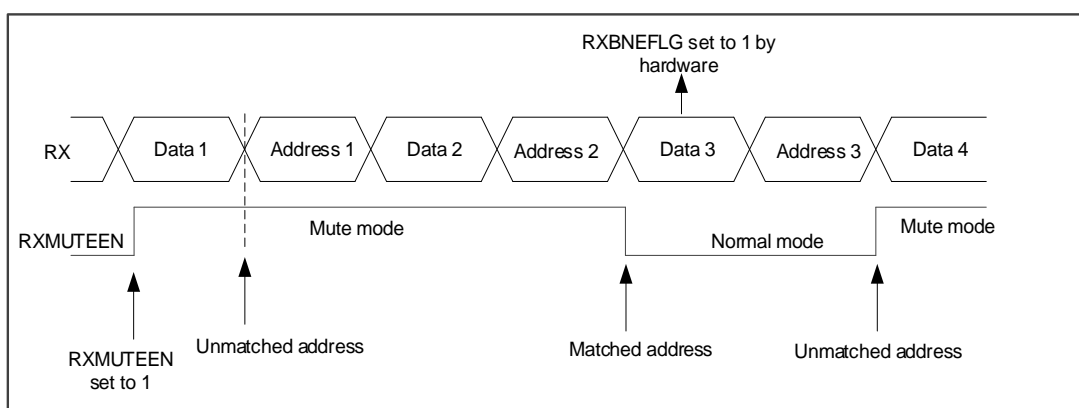 RXBNEFLG set to 1 by
hardware
RX
Data 1
Address 1
Data 2
Address 2
Data 3
Address 3
Data 4
RXMUTEEN
Mute mode
Normal mode
Mute mode
RXMUTEEN
set to 1
Unmatched address
Matched address
Unmatched address